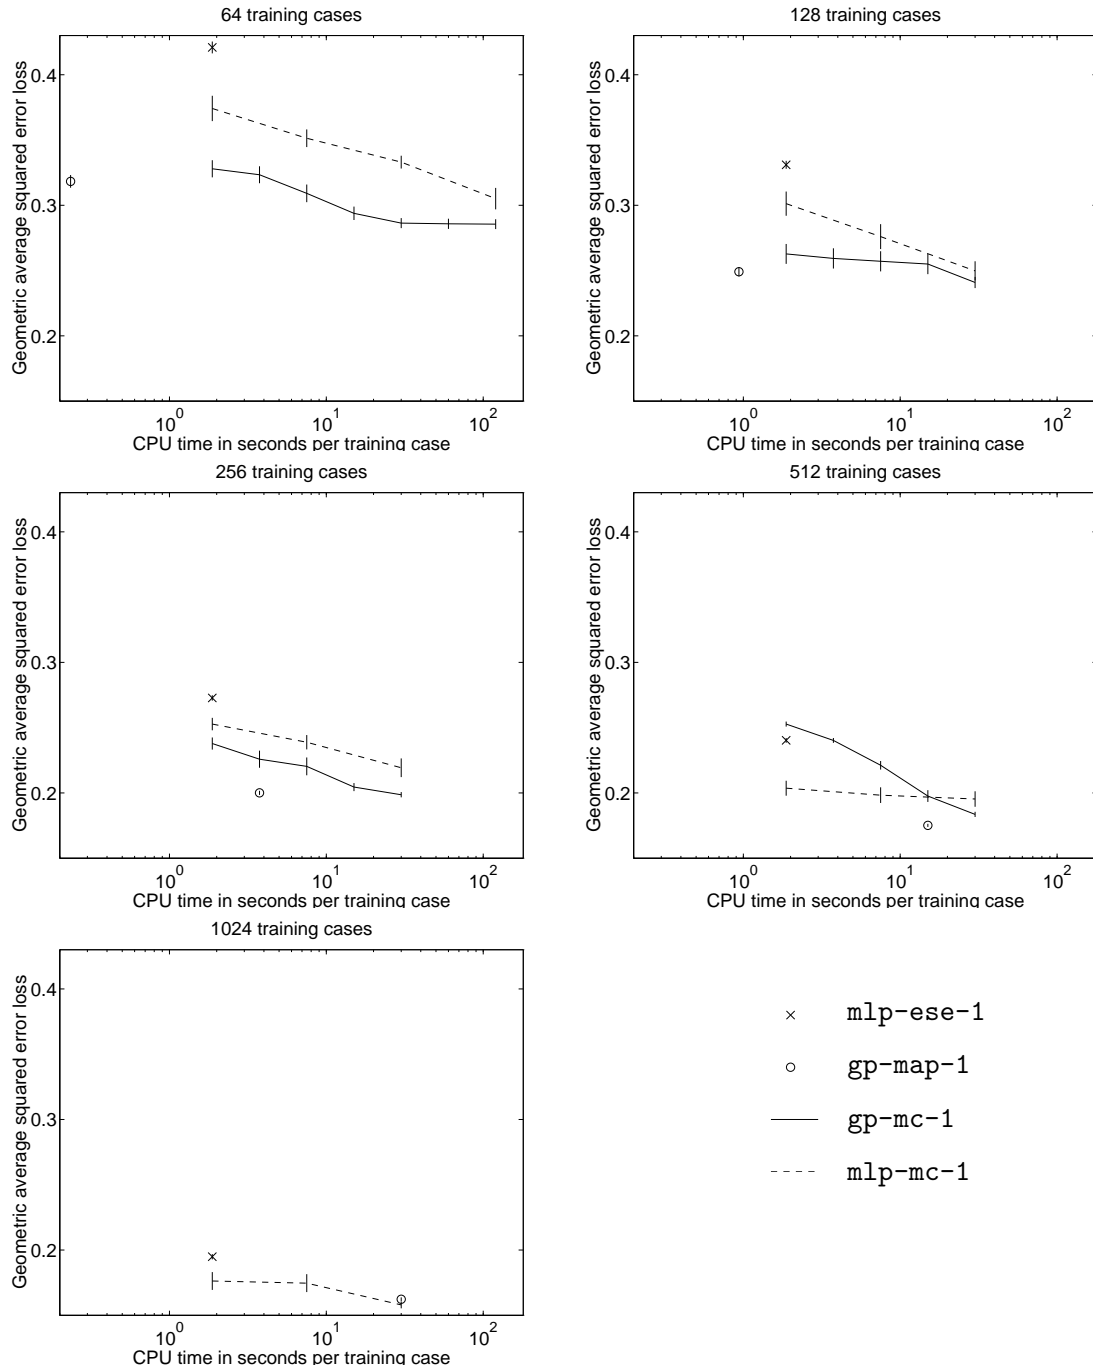 64 training cases
Geometric average squared error loss
0.4
0.3
0.2
10^0
10^1
10^2
CPU time in seconds per training case
128 training cases
Geometric average squared error loss
0.4
0.3
0.2
10^0
10^1
10^2
CPU time in seconds per training case
256 training cases
Geometric average squared error loss
0.4
0.3
0.2
10^0
10^1
10^2
CPU time in seconds per training case
512 training cases
Geometric average squared error loss
0.4
0.3
0.2
10^0
10^1
10^2
CPU time in seconds per training case
1024 training cases
Geometric average squared error loss
0.4
0.3
0.2
10^0
10^1
10^2
CPU time in seconds per training case
mlp-ese-1
gp-map-1
gp-mc-1
mlp-mc-1